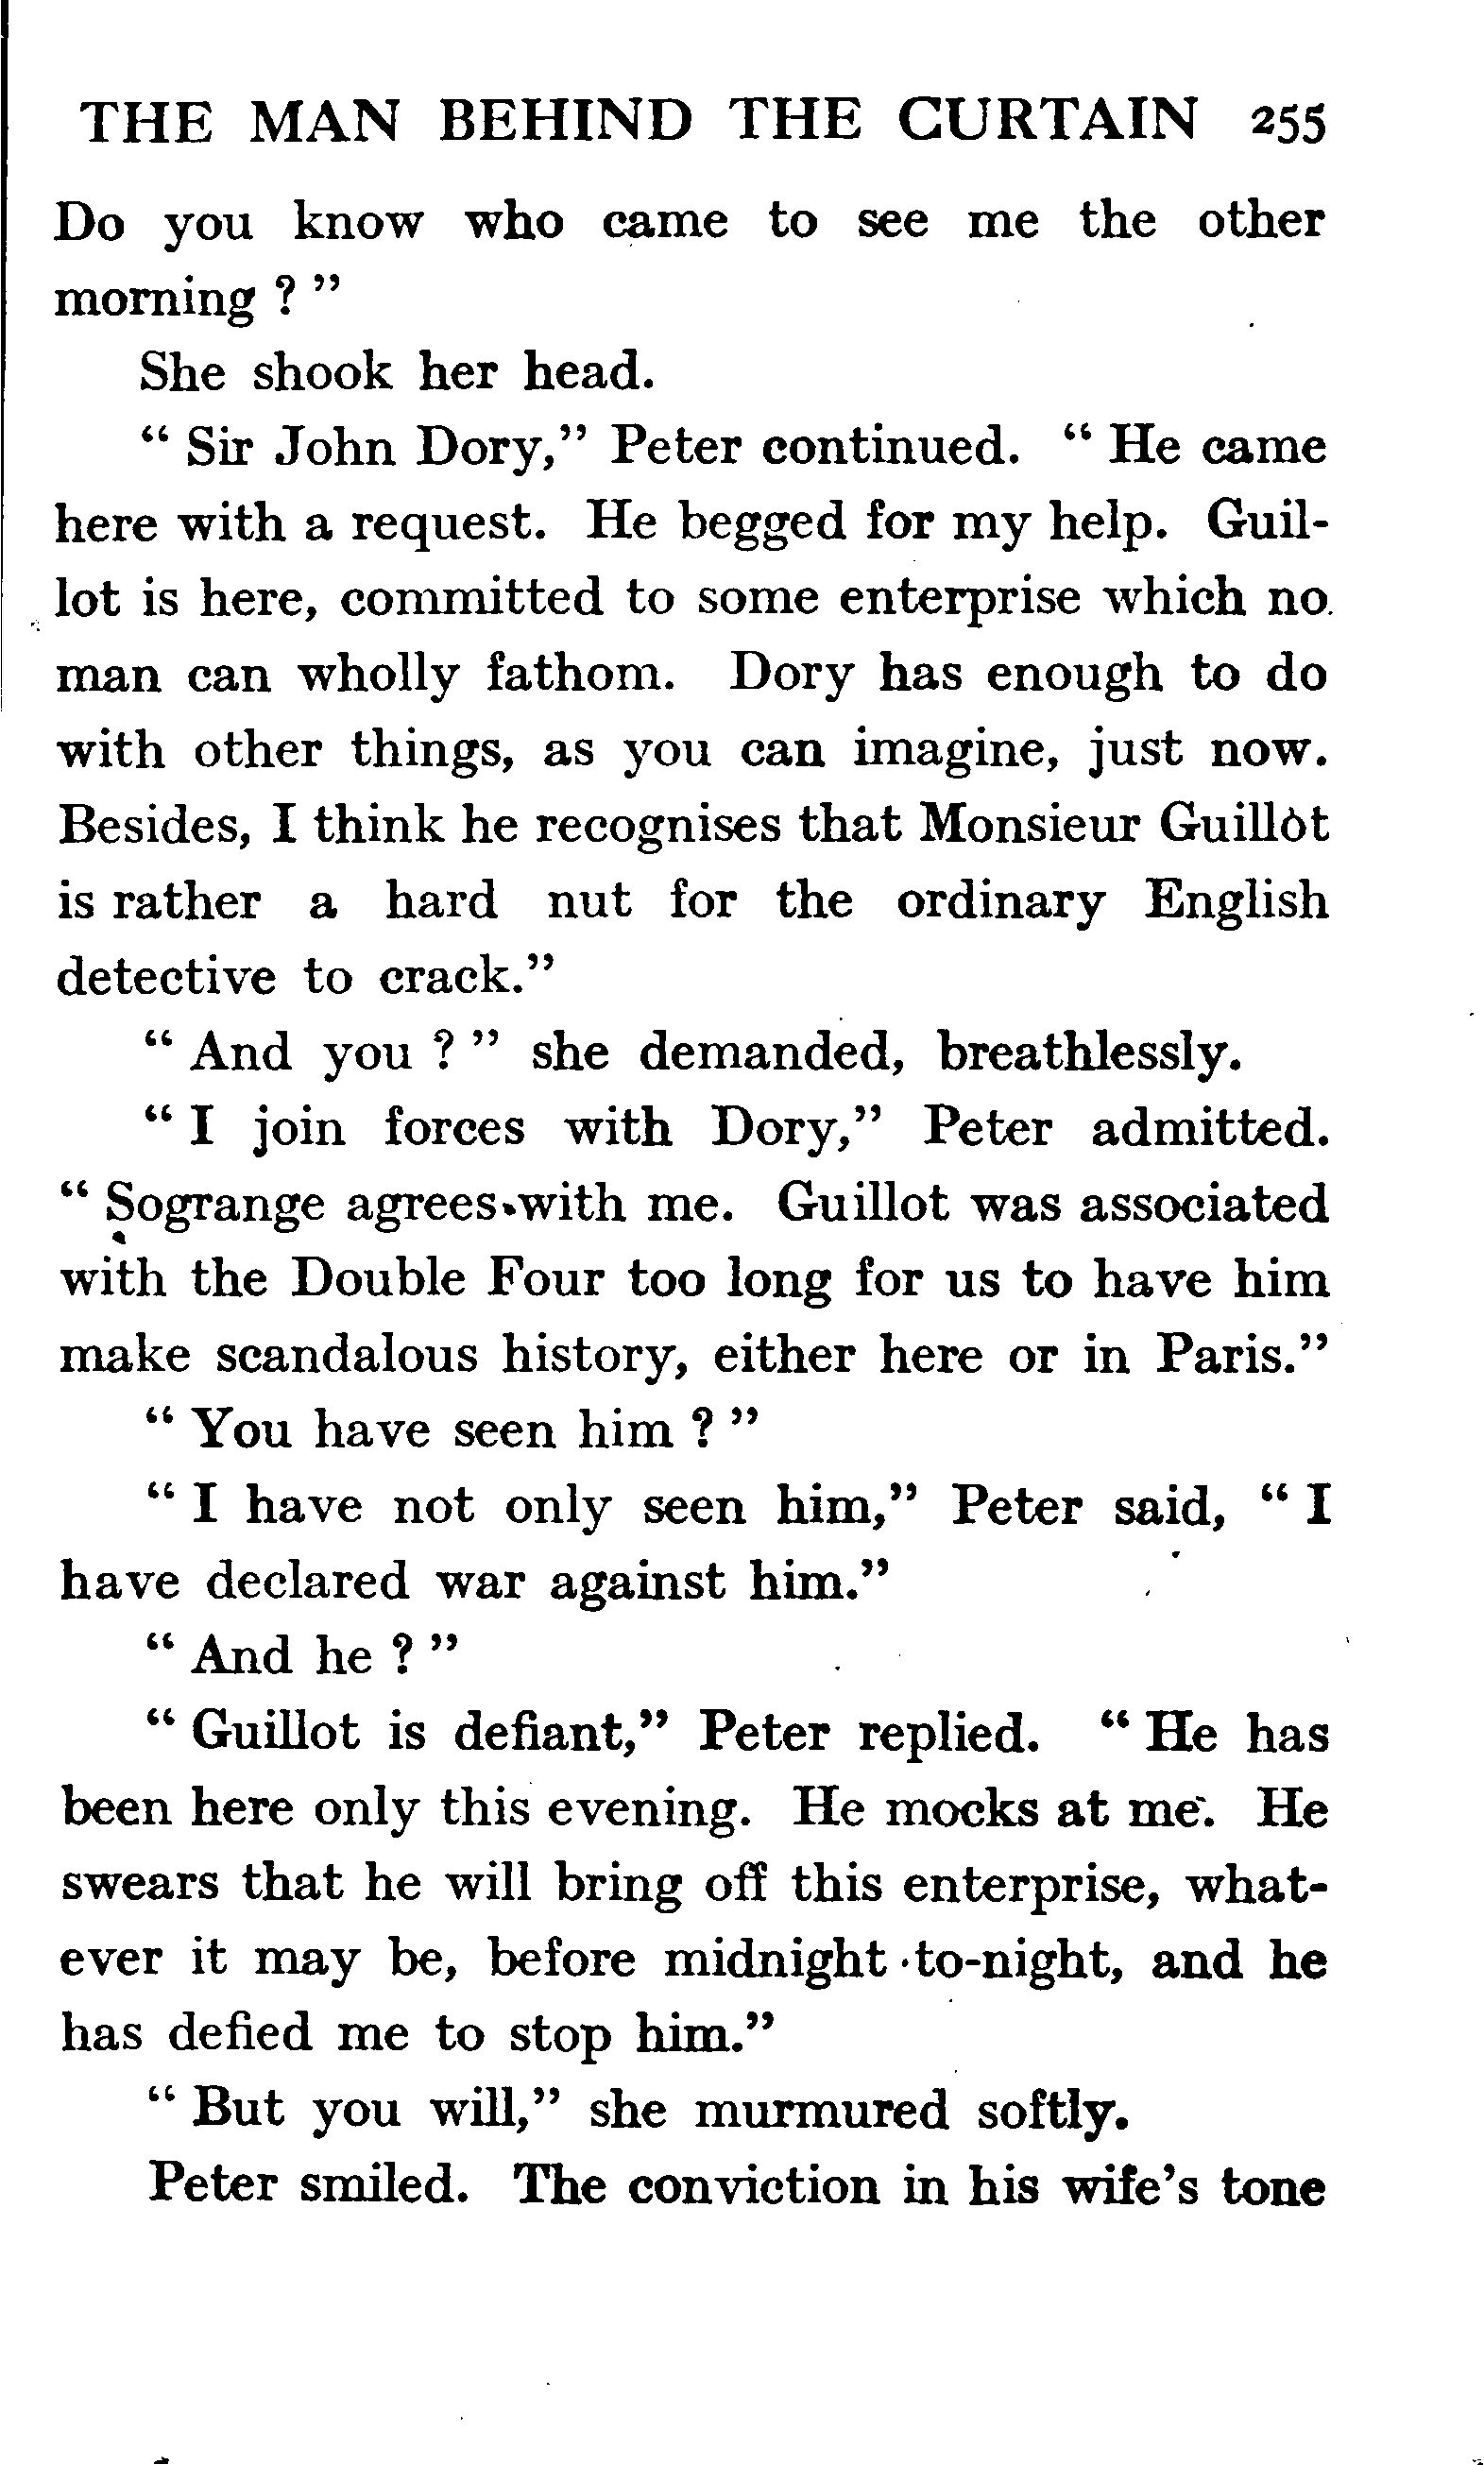 THE MAN BEHIND THE CURTAIN 255
Do you know who came to see me the other
morning ? "
She shook her head.
" Sir John Dory," Peter continued. " He came
here with a request. He begged for my help. Guil-
lot is here, committed to some enterprise which no
man can wholly fathom. Dory has enough to do
with other things, as you can imagine, just now.
Besides, I think he recognises that Monsieur Guillot
is rather a hard nut for the ordinary English
detective to crack."
" And you ? " she demanded, breathlessly.
" I join forces with Dory," Peter admitted.
" Sogrange agrees with me. Guillot was associated
with the Double Four too long for us to have him
make scandalous history, either here or in Paris."
" You have seen him ? "
" I have not only seen him," Peter said, " I
have declared war against him."
" And he ? "
" Guillot is defiant," Peter replied. " He has
been here only this evening. He mocks at me. He
swears that he will bring off this enterprise, what-
ever it may be, before midnight to-night, and he
has defied me to stop him."
" But you will," she murmured softly.
Peter smiled. The conviction in his wife's tone